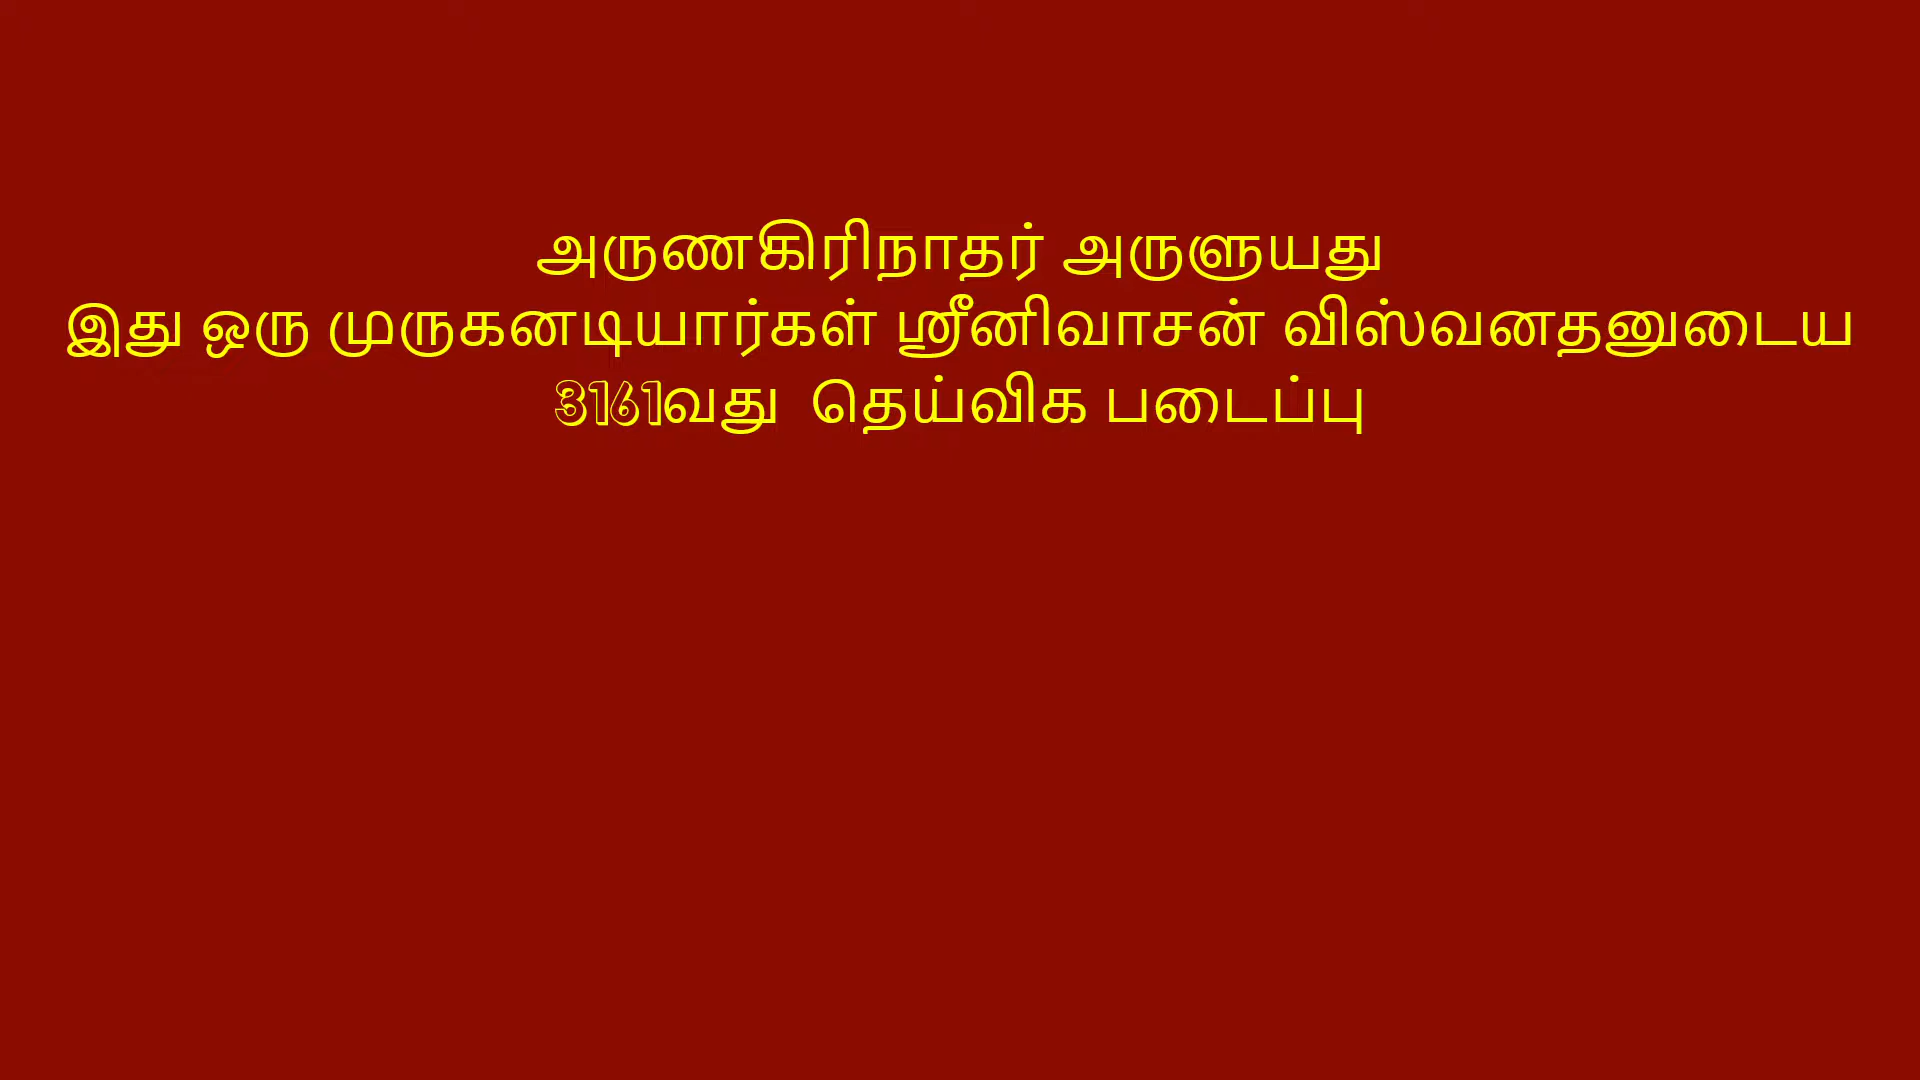 அருணகிரிநாதர் அருளுயது
இது ஒரு முருகனடியார்கள் ஸ்ரீனிவாசன் விஸ்வனதனுடைய
3161வது தெய்விக படைப்பு